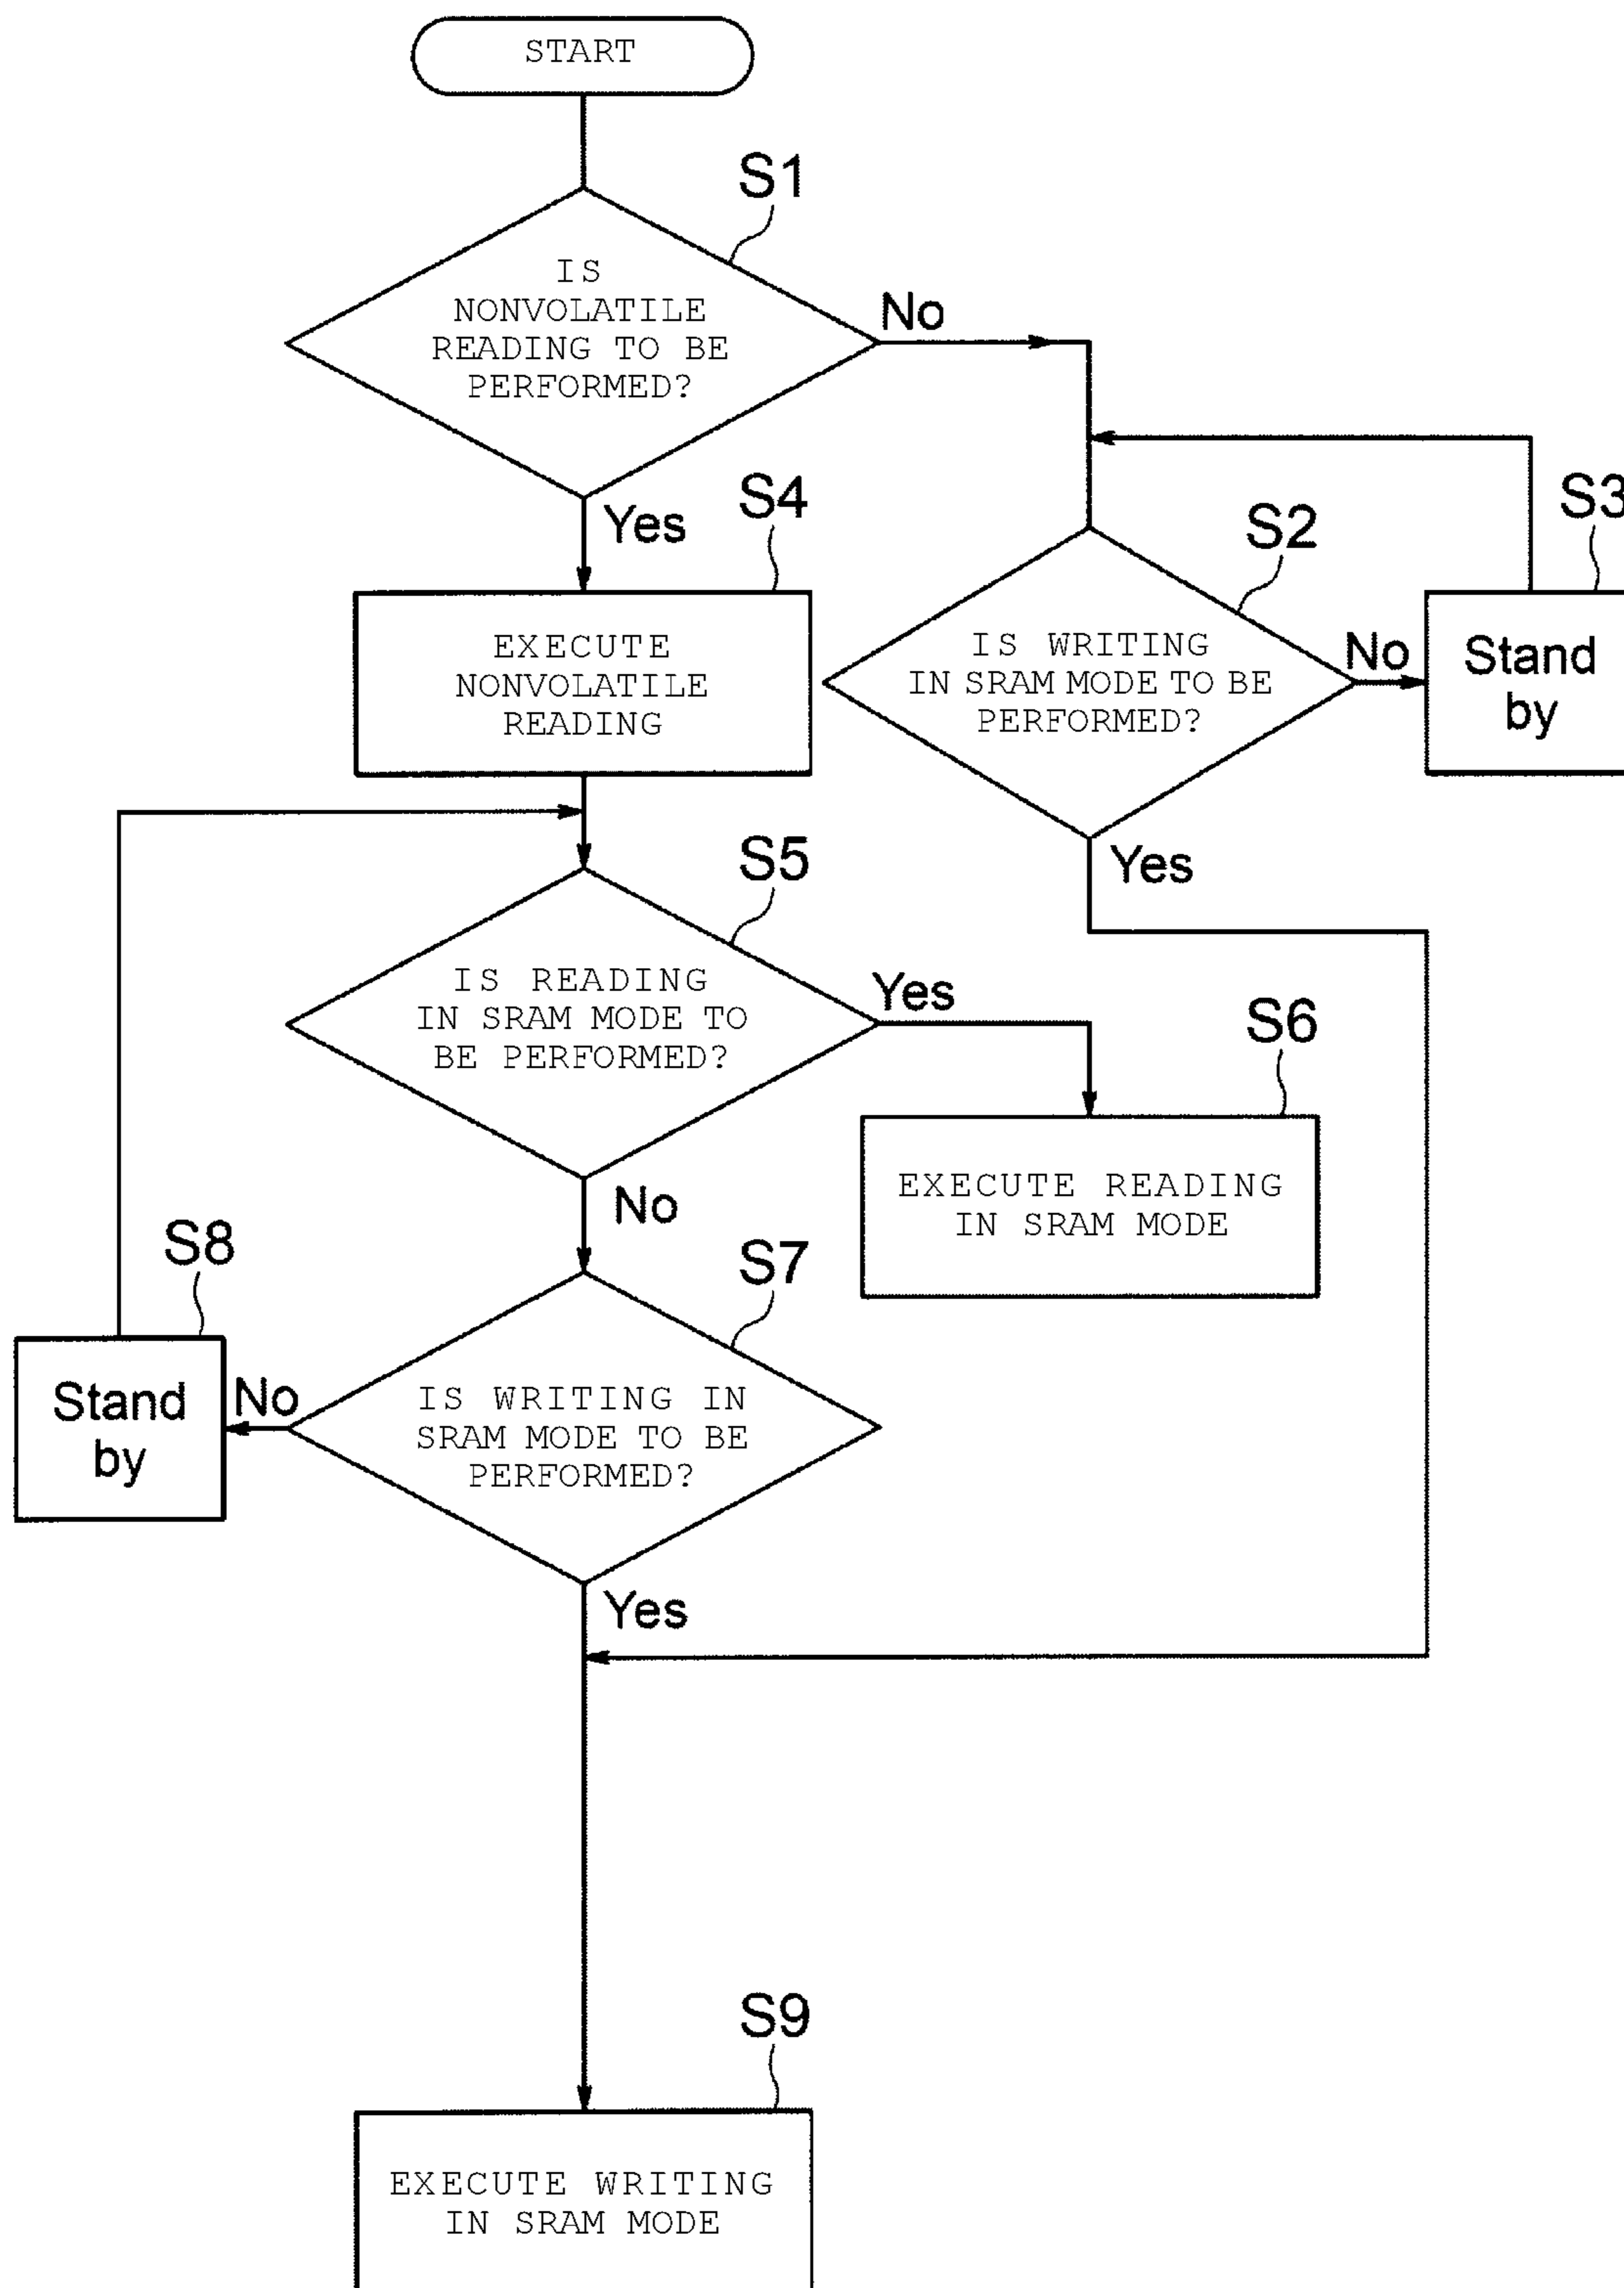 START
S1
IS
NONVOLATILE
READING TO BE
PERFORMED?
No
Yes
S4
EXECUTE
NONVOLATILE
READING
S2
IS WRITING
IN SRAM MODE TO BE
PERFORMED?
No
S3
Stand
by
Yes
S5
IS READING
IN SRAM MODE TO
BE PERFORMED?
Yes
S6
EXECUTE READING
IN SRAM MODE
No
S7
IS WRITING IN
SRAM MODE TO BE
PERFORMED?
No
S8
Stand
by
Yes
S9
EXECUTE WRITING
IN SRAM MODE